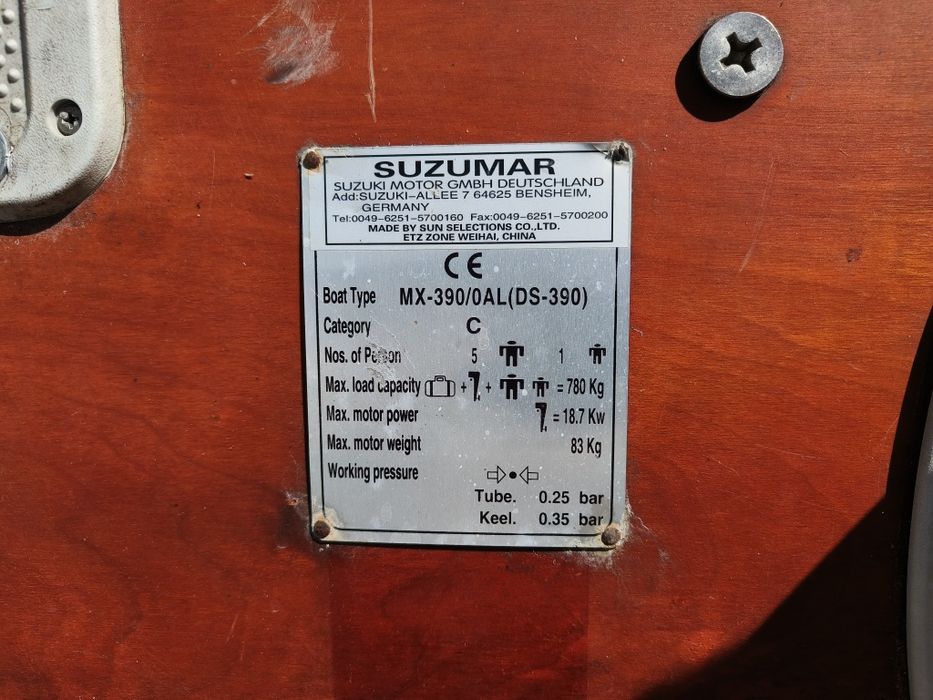 SUZUMAR
SUZUKI MOTOR GMBH DEUTSCHLAND
Add:SUZUKI-ALLEE 7 64625 BENSHEIM,
GERMANY
Tel:0049-6251-5700160 Fax:0049-6251-5700200
MADE BY SUN SELECTIONS CO.,LTD.
ETZ ZONE WEIHAI, CHINA
CE
Boat Type MX-390/0AL(DS-390)
Category C
Nos. of Person 5 1
Max. load capacity + + = 780 Kg
Max. motor power = 18.7 Kw
Max. motor weight 83 Kg
Working pressure
Tube. 0.25 bar
Keel. 0.35 bar